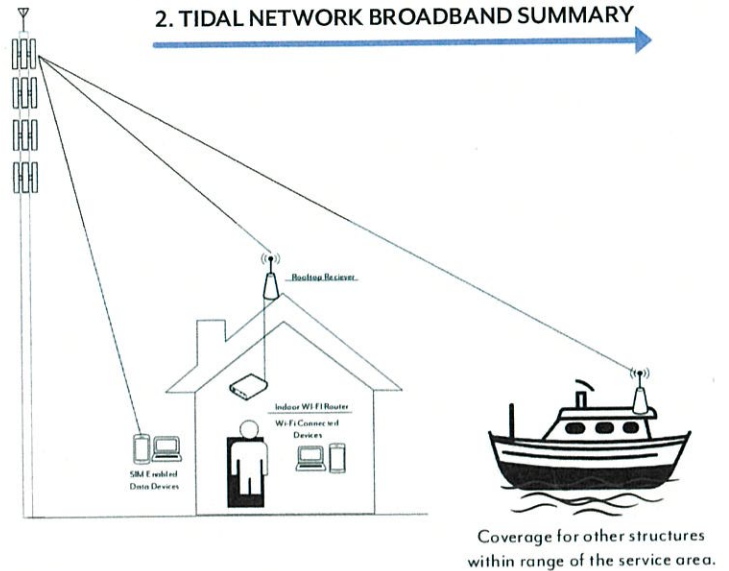 2. TIDAL NETWORK BROADBAND SUMMARY
Rooftop Reciever
Indoor WI-FI Router
Wi-Fi Connected
Devices
SIM Enabled
Data Devices
Coverage for other structures
within range of the service area.